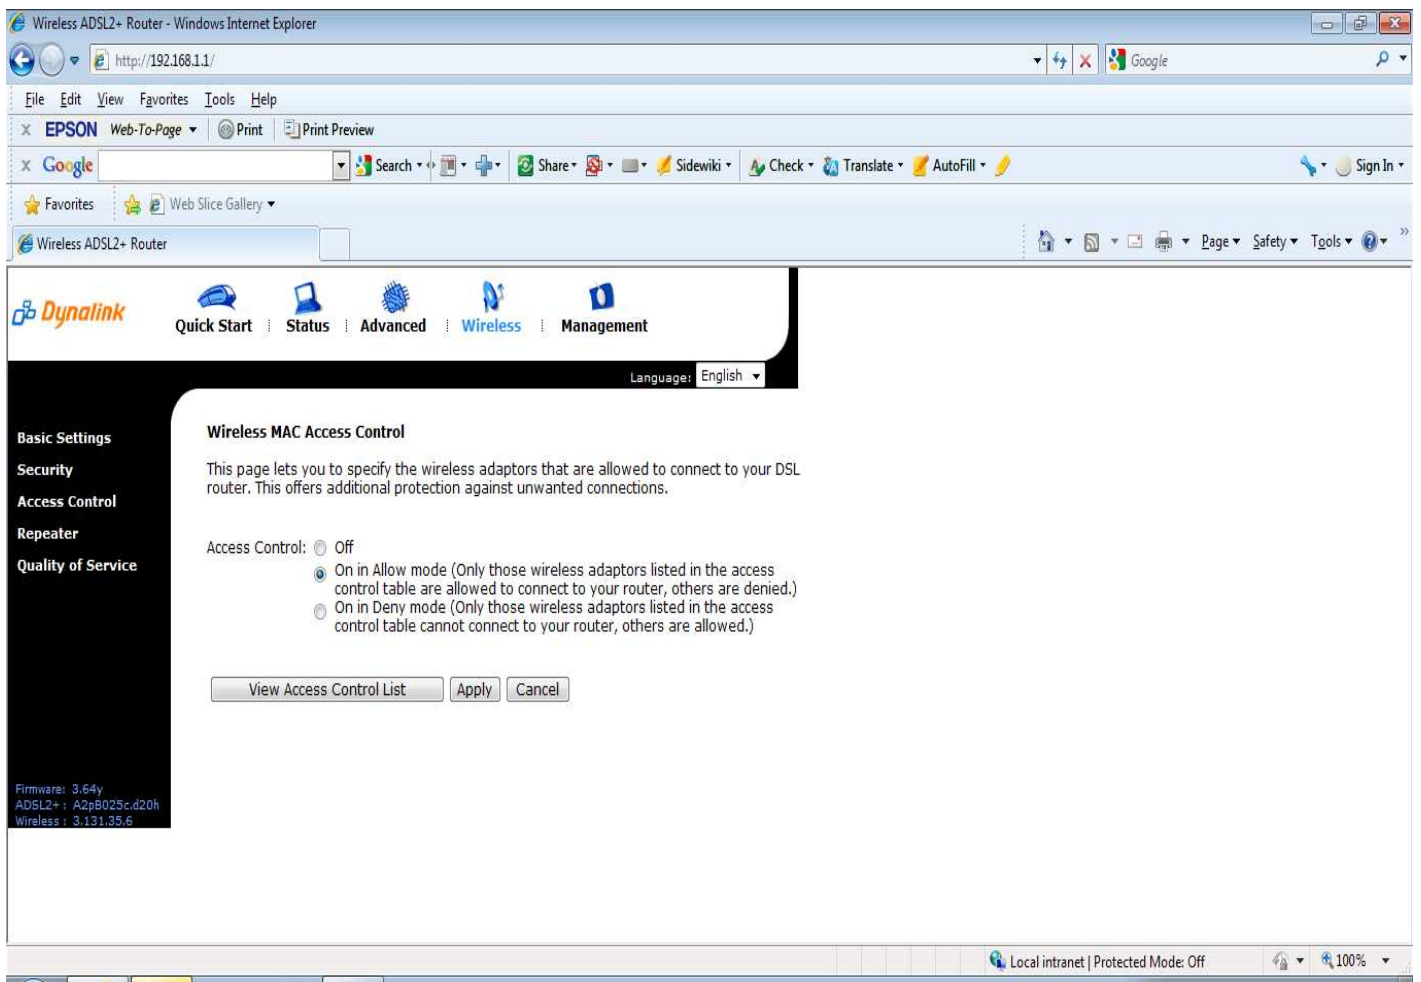 Wireless ADSL2+ Router - Windows Internet Explorer
http://192.168.1.1/
Google
File Edit View Favorites Tools Help
x EPSON Web-To-Page Print Print Preview
x Google Search Share Sidewiki Check Translate AutoFill Sign In
Favorites Web Slice Gallery
Wireless ADSL2+ Router
Page Safety Tools »
Dynalink
Quick Start Status Advanced Wireless Management
Language: English
Basic Settings
Security
Access Control
Repeater
Quality of Service
Wireless MAC Access Control
This page lets you to specify the wireless adaptors that are allowed to connect to your DSL
router. This offers additional protection against unwanted connections.
Access Control: Off
On in Allow mode (Only those wireless adaptors listed in the access
control table are allowed to connect to your router, others are denied.)
On in Deny mode (Only those wireless adaptors listed in the access
control table cannot connect to your router, others are allowed.)
View Access Control List Apply Cancel
Firmware: 3.64y
ADSL2+ : A2pB025c.d20h
Wireless : 3.131.35.6
Local intranet | Protected Mode: Off
100%